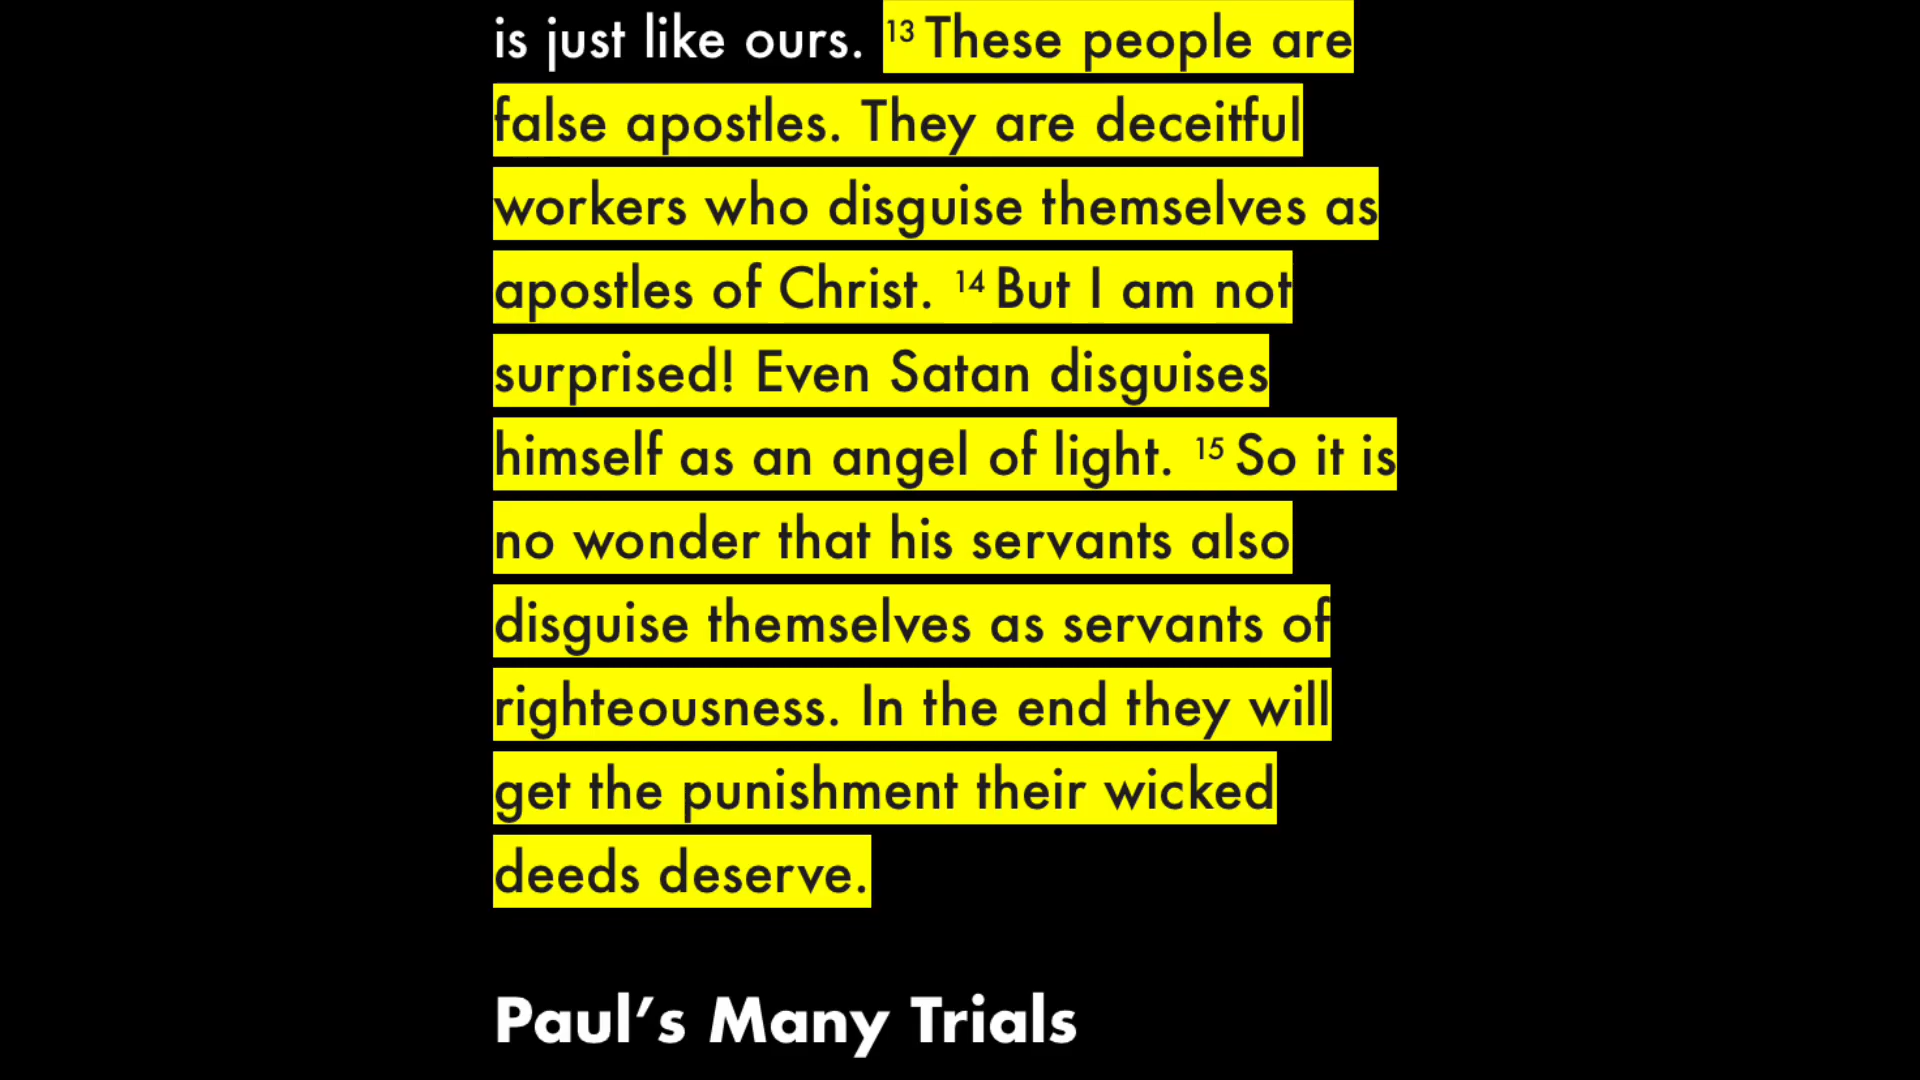 is just like ours. 13 These people are
false apostles. They are deceitful
workers who disguise themselves as
apostles of Christ. 14 But I am not
surprised! Even Satan disguises
himself as an angel of light. 15 So it is
no wonder that his servants also
disguise themselves as servants of
righteousness. In the end they will
get the punishment their wicked
deeds deserve.
Paul’s Many Trials